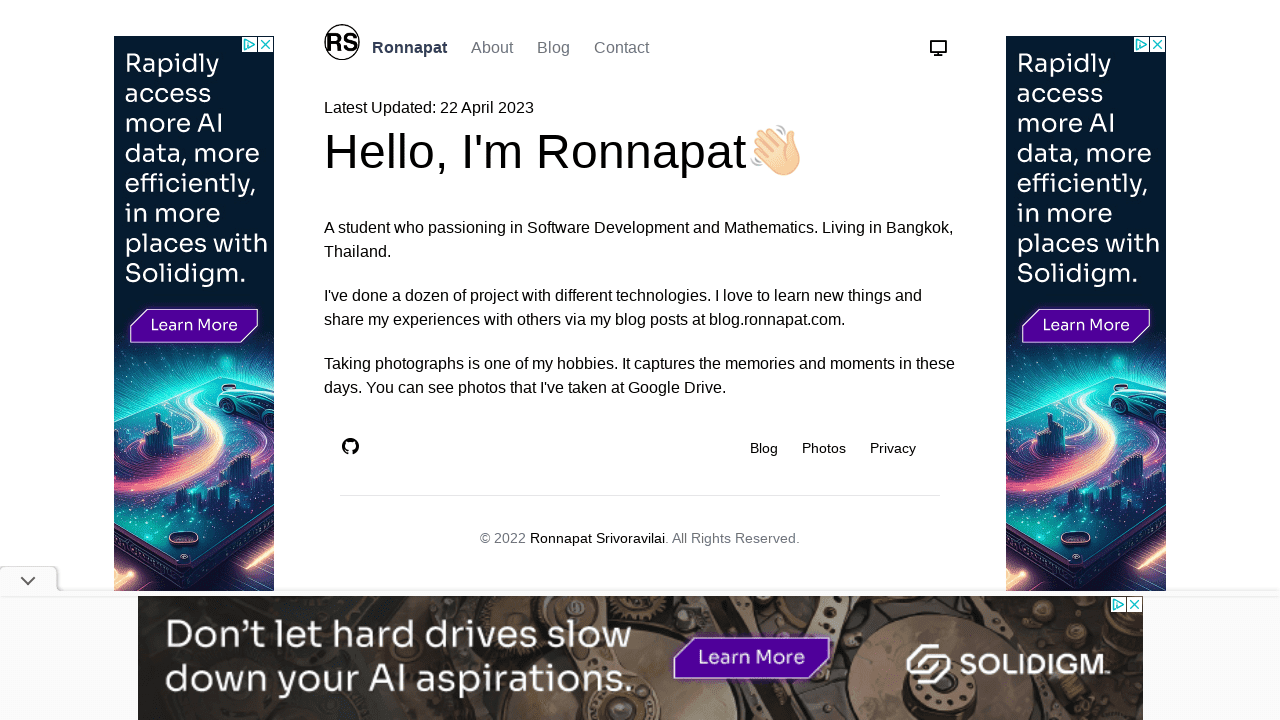 RS
Ronnapat
About
Blog
Contact
Latest Updated: 22 April 2023
Hello, I'm Ronnapat👋🏻
A student who passioning in Software Development and Mathematics. Living in Bangkok,
Thailand.
I've done a dozen of project with different technologies. I love to learn new things and
share my experiences with others via my blog posts at blog.ronnapat.com.
Taking photographs is one of my hobbies. It captures the memories and moments in these
days. You can see photos that I've taken at Google Drive.
Blog
Photos
Privacy
© 2022 Ronnapat Srivoravilai. All Rights Reserved.
Rapidly
access
more AI
data, more
efficiently,
in more
places with
Solidigm.
Learn More
Rapidly
access
more AI
data, more
efficiently,
in more
places with
Solidigm.
Learn More
Don't let hard drives slow
down your AI aspirations.
Learn More
SOLIDIGM